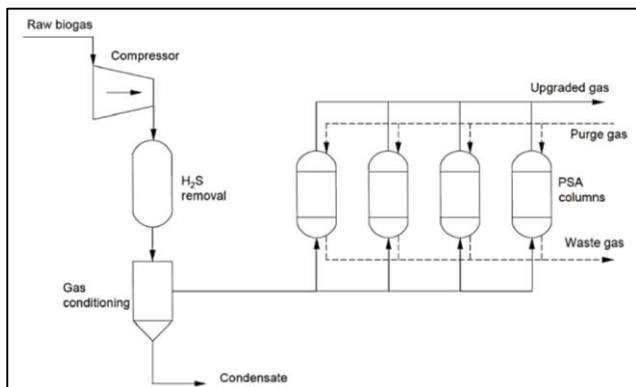 Raw biogas
Compressor
Upgraded gas
Purge gas
H₂S
removal
PSA
columns
Waste gas
Gas
conditioning
Condensate